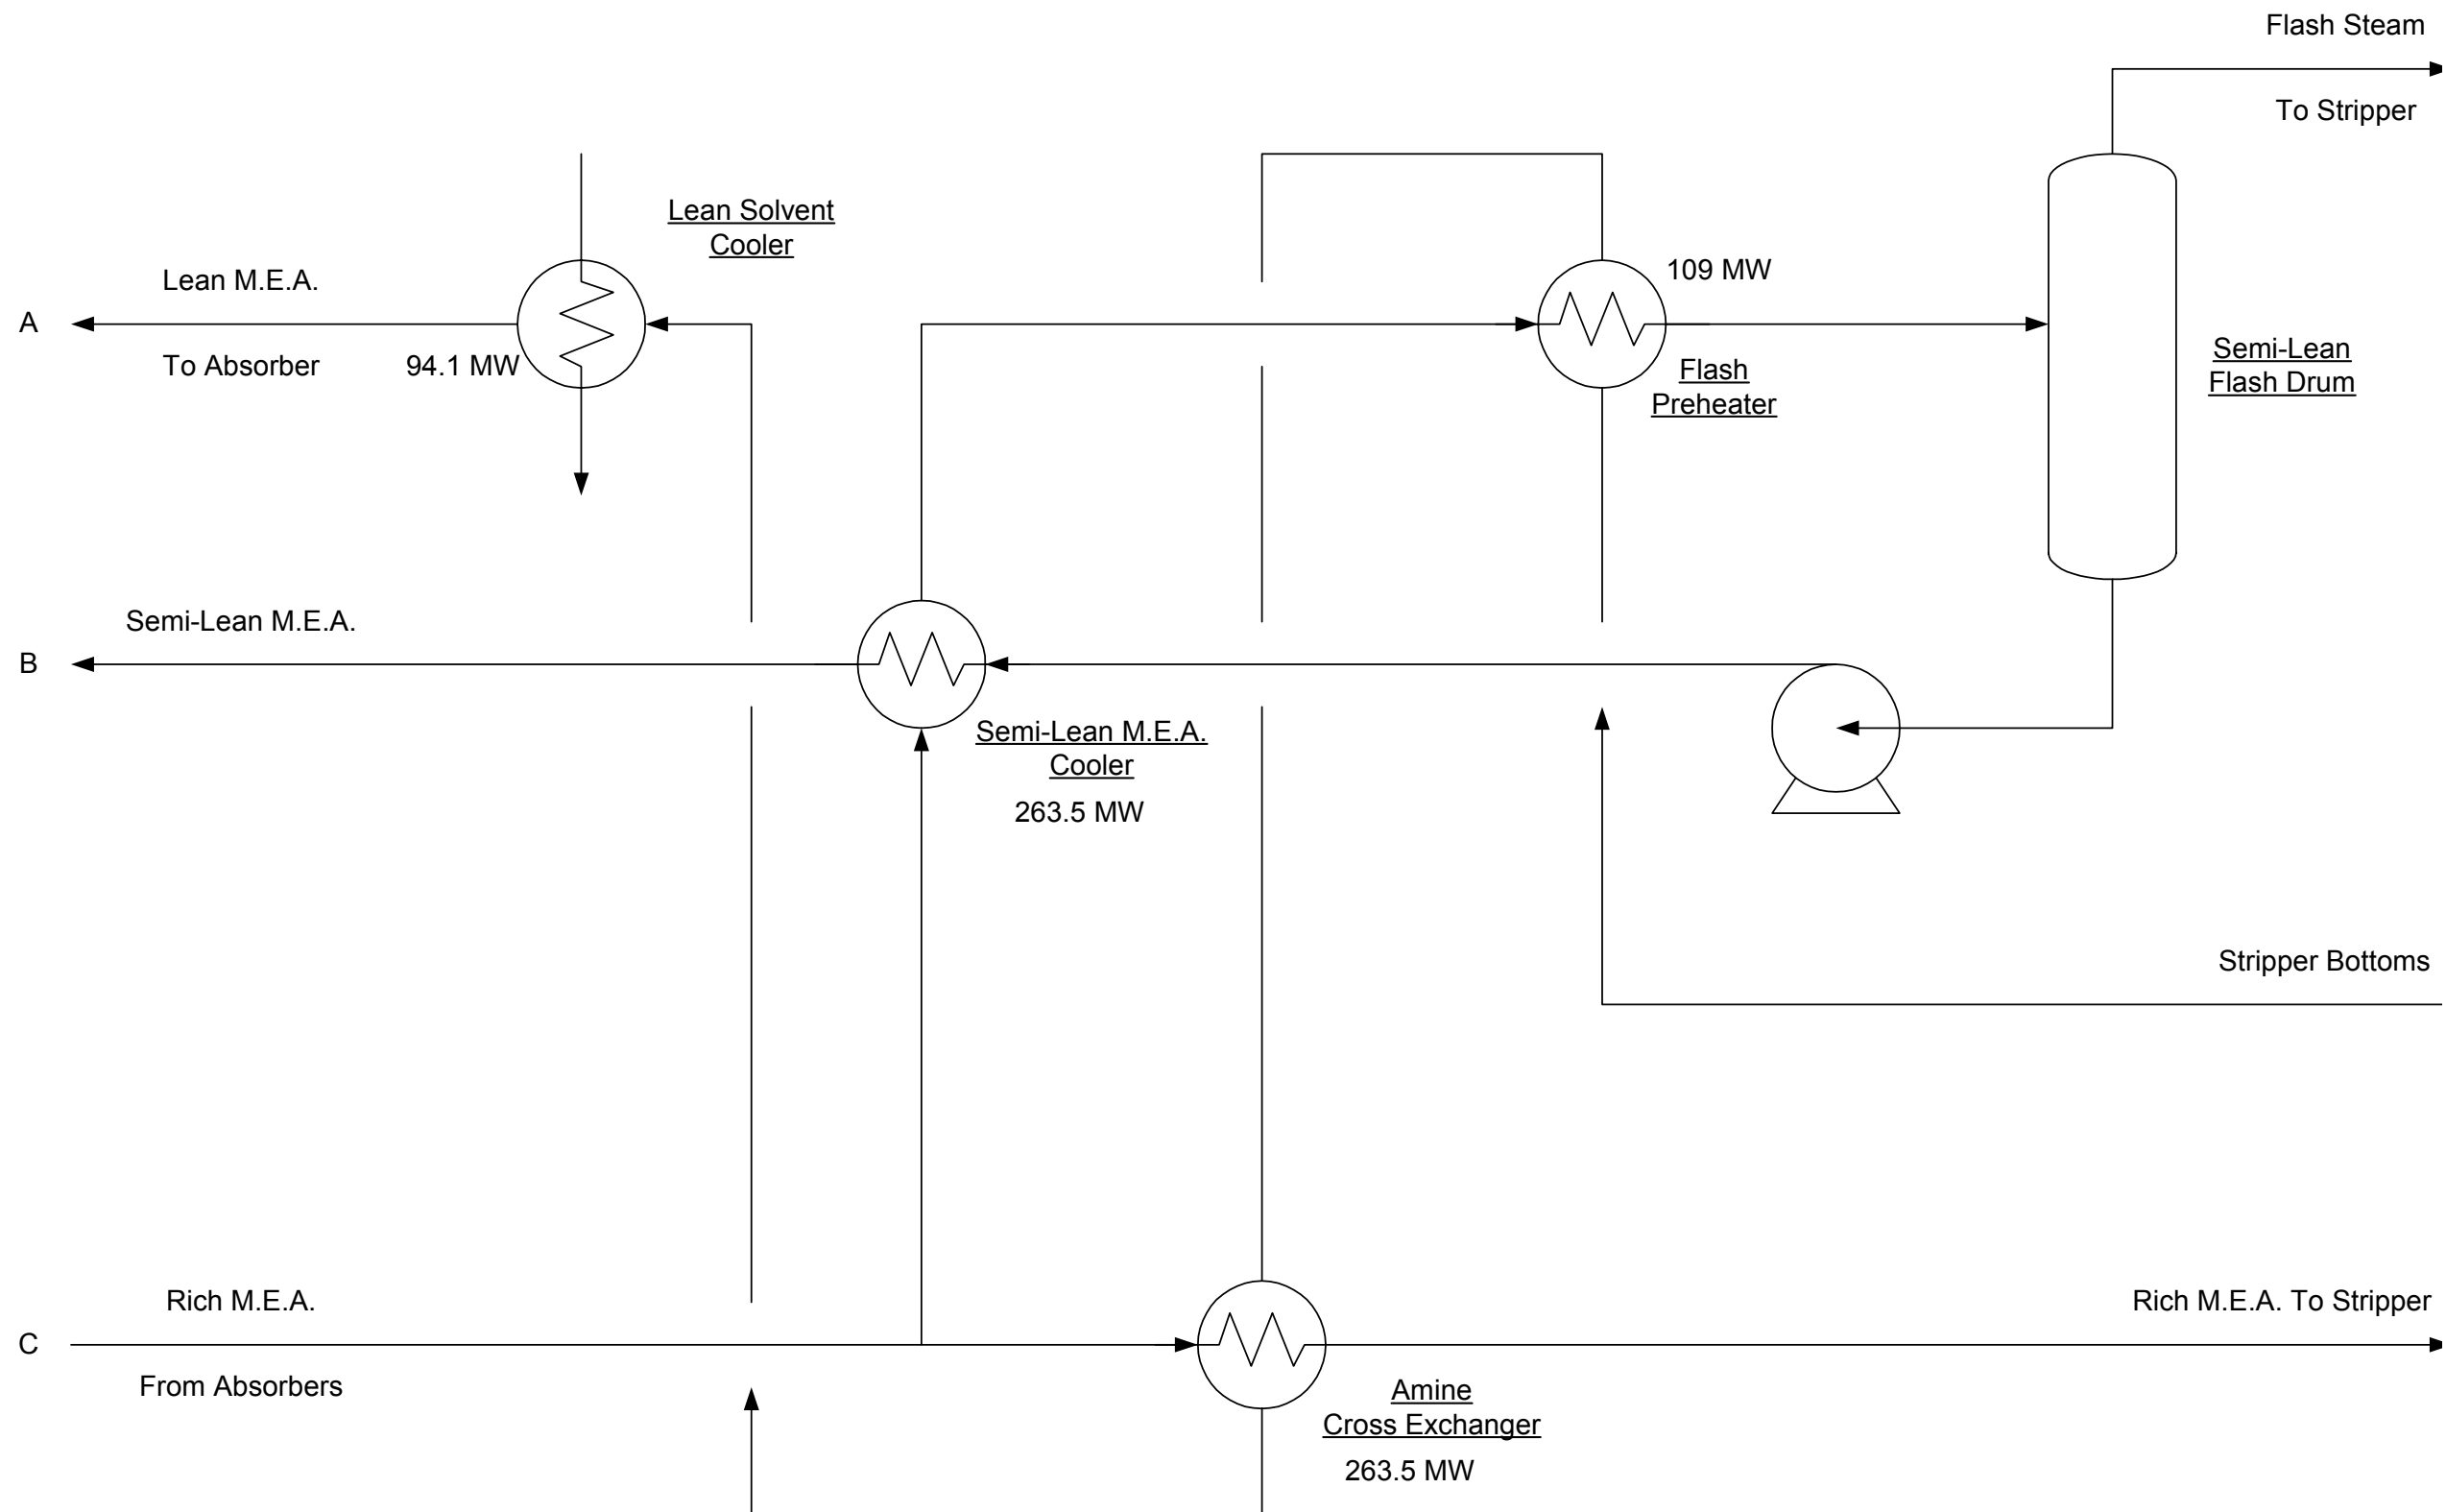 Flash Steam
To Stripper
Lean Solvent
Cooler
Lean M.E.A.
A
To Absorber
94.1 MW
109 MW
Flash
Preheater
Semi-Lean
Flash Drum
Semi-Lean M.E.A.
B
Semi-Lean M.E.A.
Cooler
263.5 MW
Stripper Bottoms
Rich M.E.A.
C
From Absorbers
Rich M.E.A. To Stripper
Amine
Cross Exchanger
263.5 MW